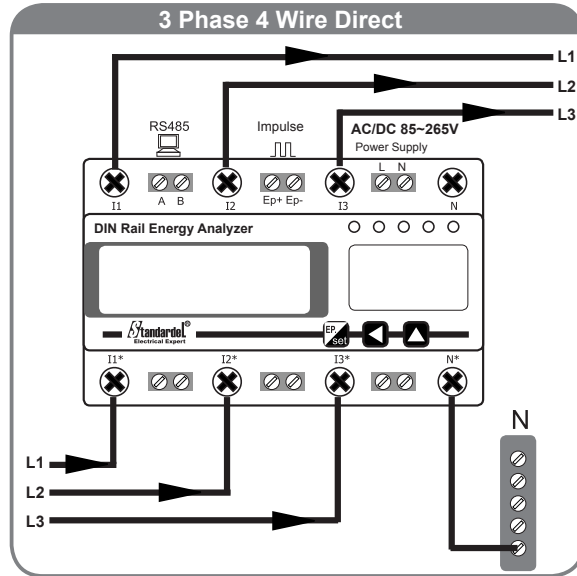 3 Phase 4 Wire Direct
L1
L2
L3
RS485
Impulse
AC/DC 85~265V
Power Supply
L N
I1 A B I2 Ep+ Ep- I3 N
DIN Rail Energy Analyzer
Standardel®
Electrical Expert
EP.
set
I1* I2* I3* N*
N
L1
L2
L3